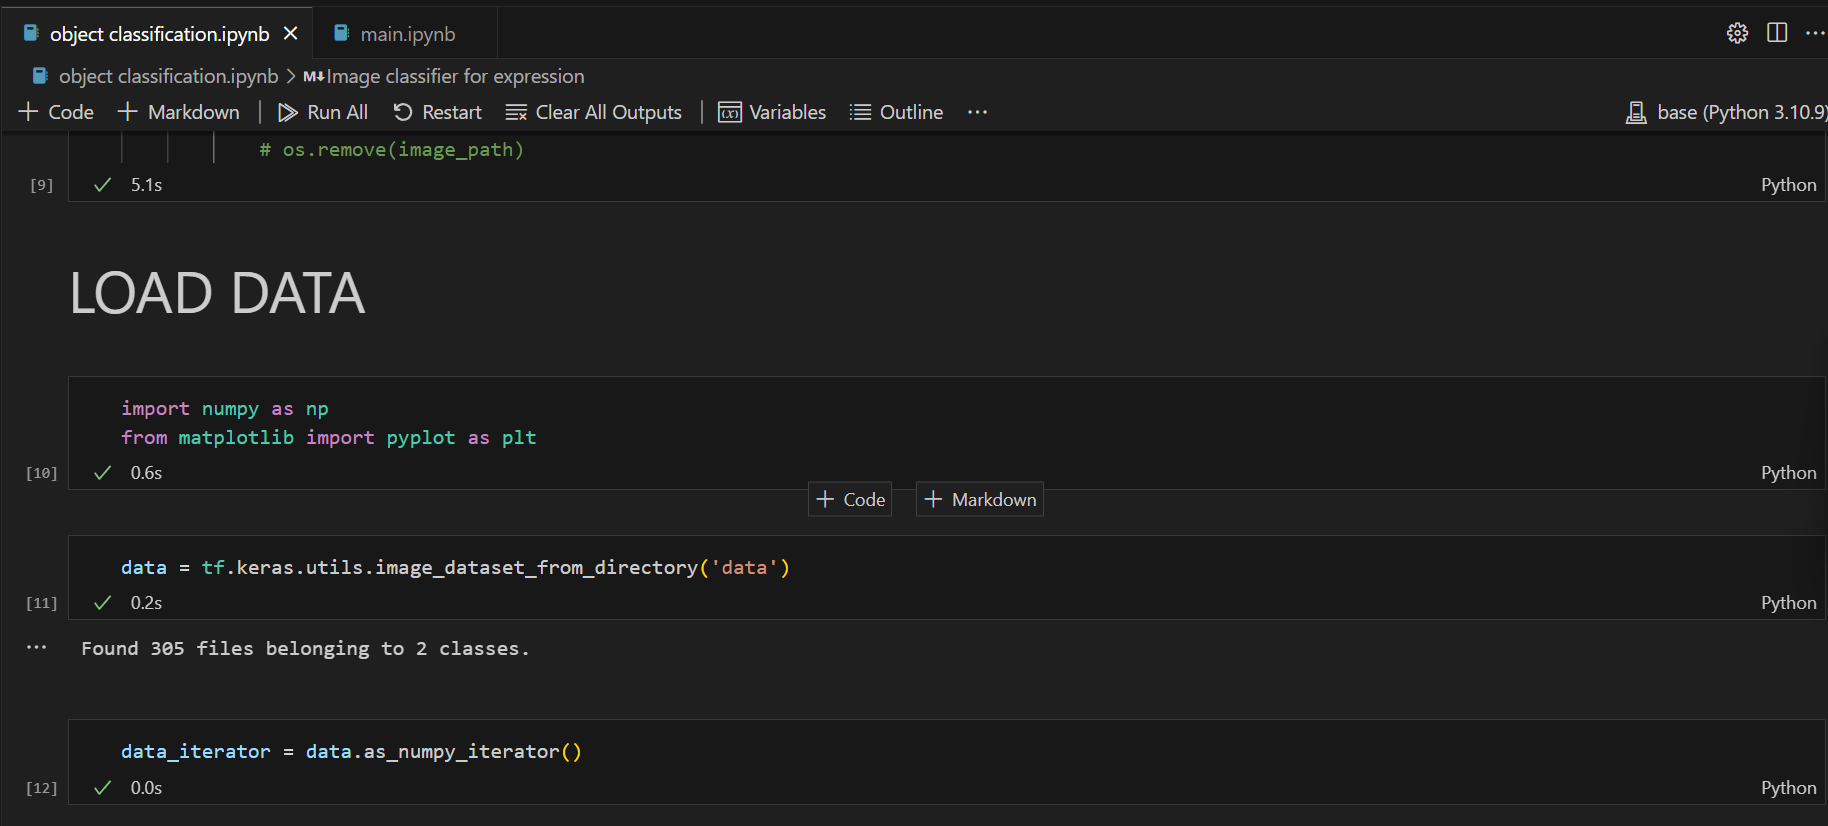 object classification.ipynb
main.ipynb
object classification.ipynb > M↓Image classifier for expression
+ Code + Markdown | Run All Restart Clear All Outputs | Variables Outline ··· base (Python 3.10.9)
# os.remove(image_path)
[9] ✓ 5.1s Python
LOAD DATA
import numpy as np
from matplotlib import pyplot as plt
[10] ✓ 0.6s Python
+ Code + Markdown
data = tf.keras.utils.image_dataset_from_directory('data')
[11] ✓ 0.2s Python
··· Found 305 files belonging to 2 classes.
data_iterator = data.as_numpy_iterator()
[12] ✓ 0.0s Python